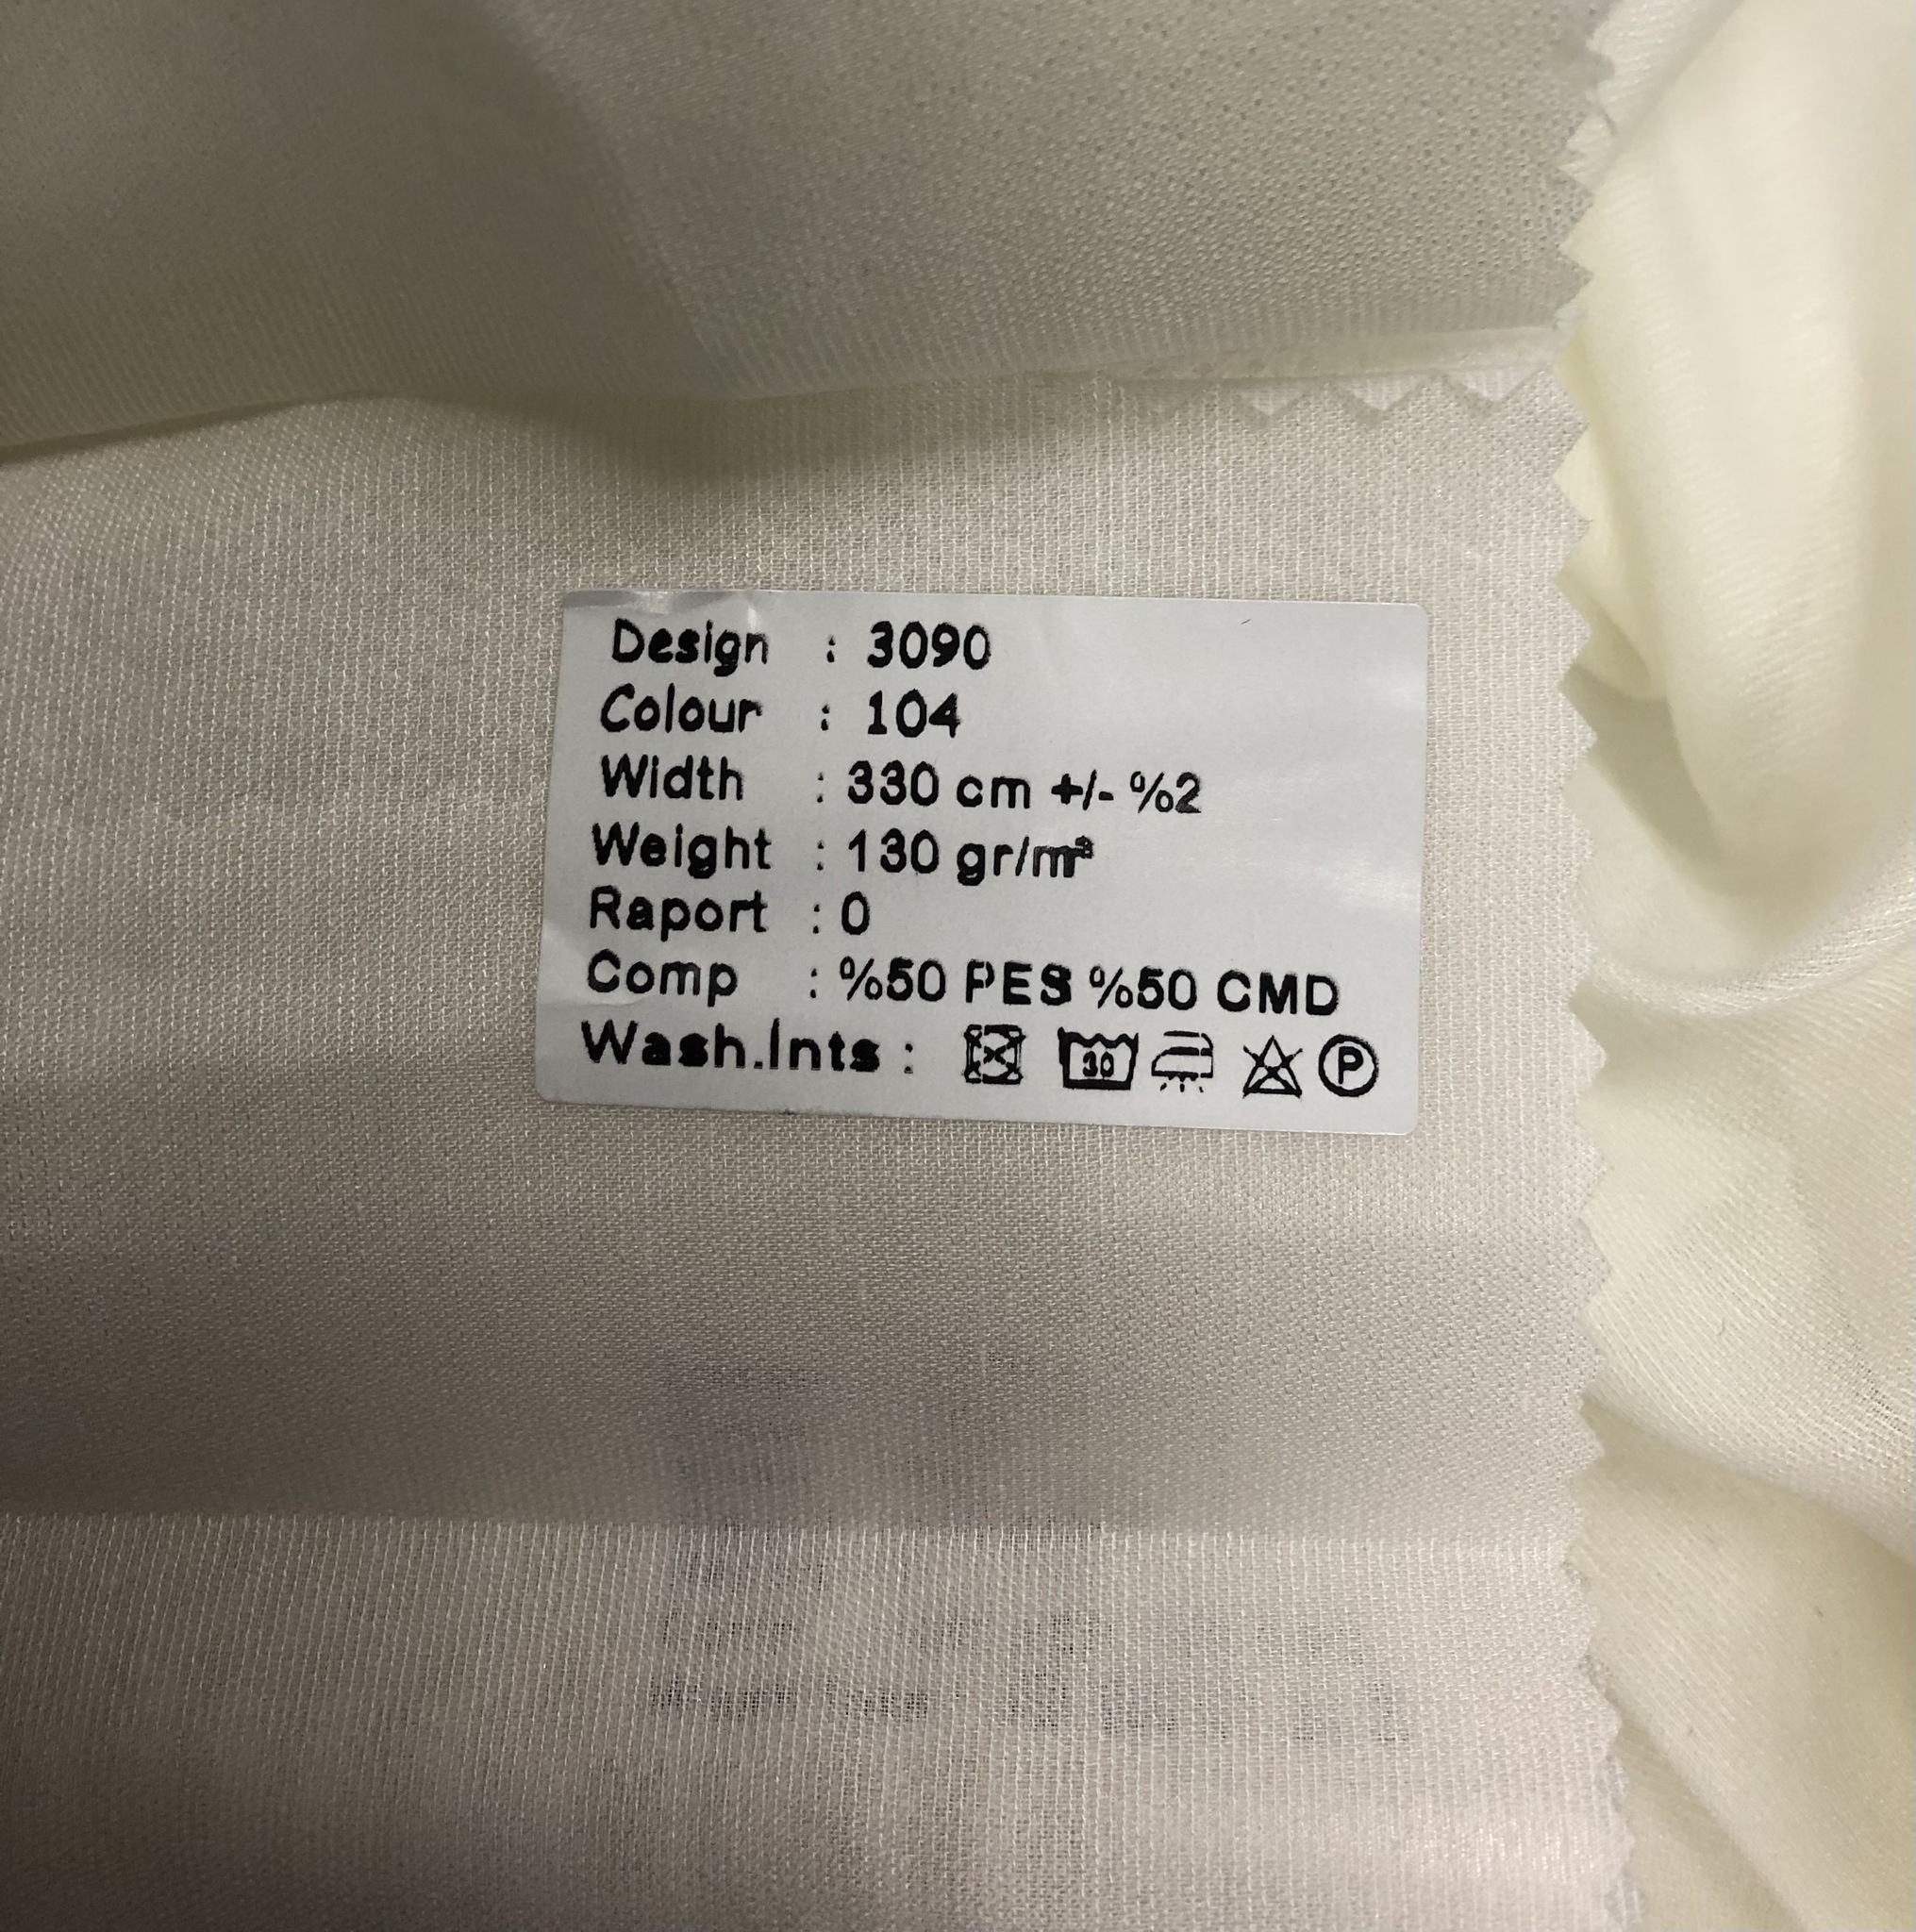 Design : 3090
Colour : 104
Width : 330 cm +/- %2
Weight : 130 gr/m²
Raport : 0
Comp : %50 PES %50 CMD
Wash.İnts : 30 P